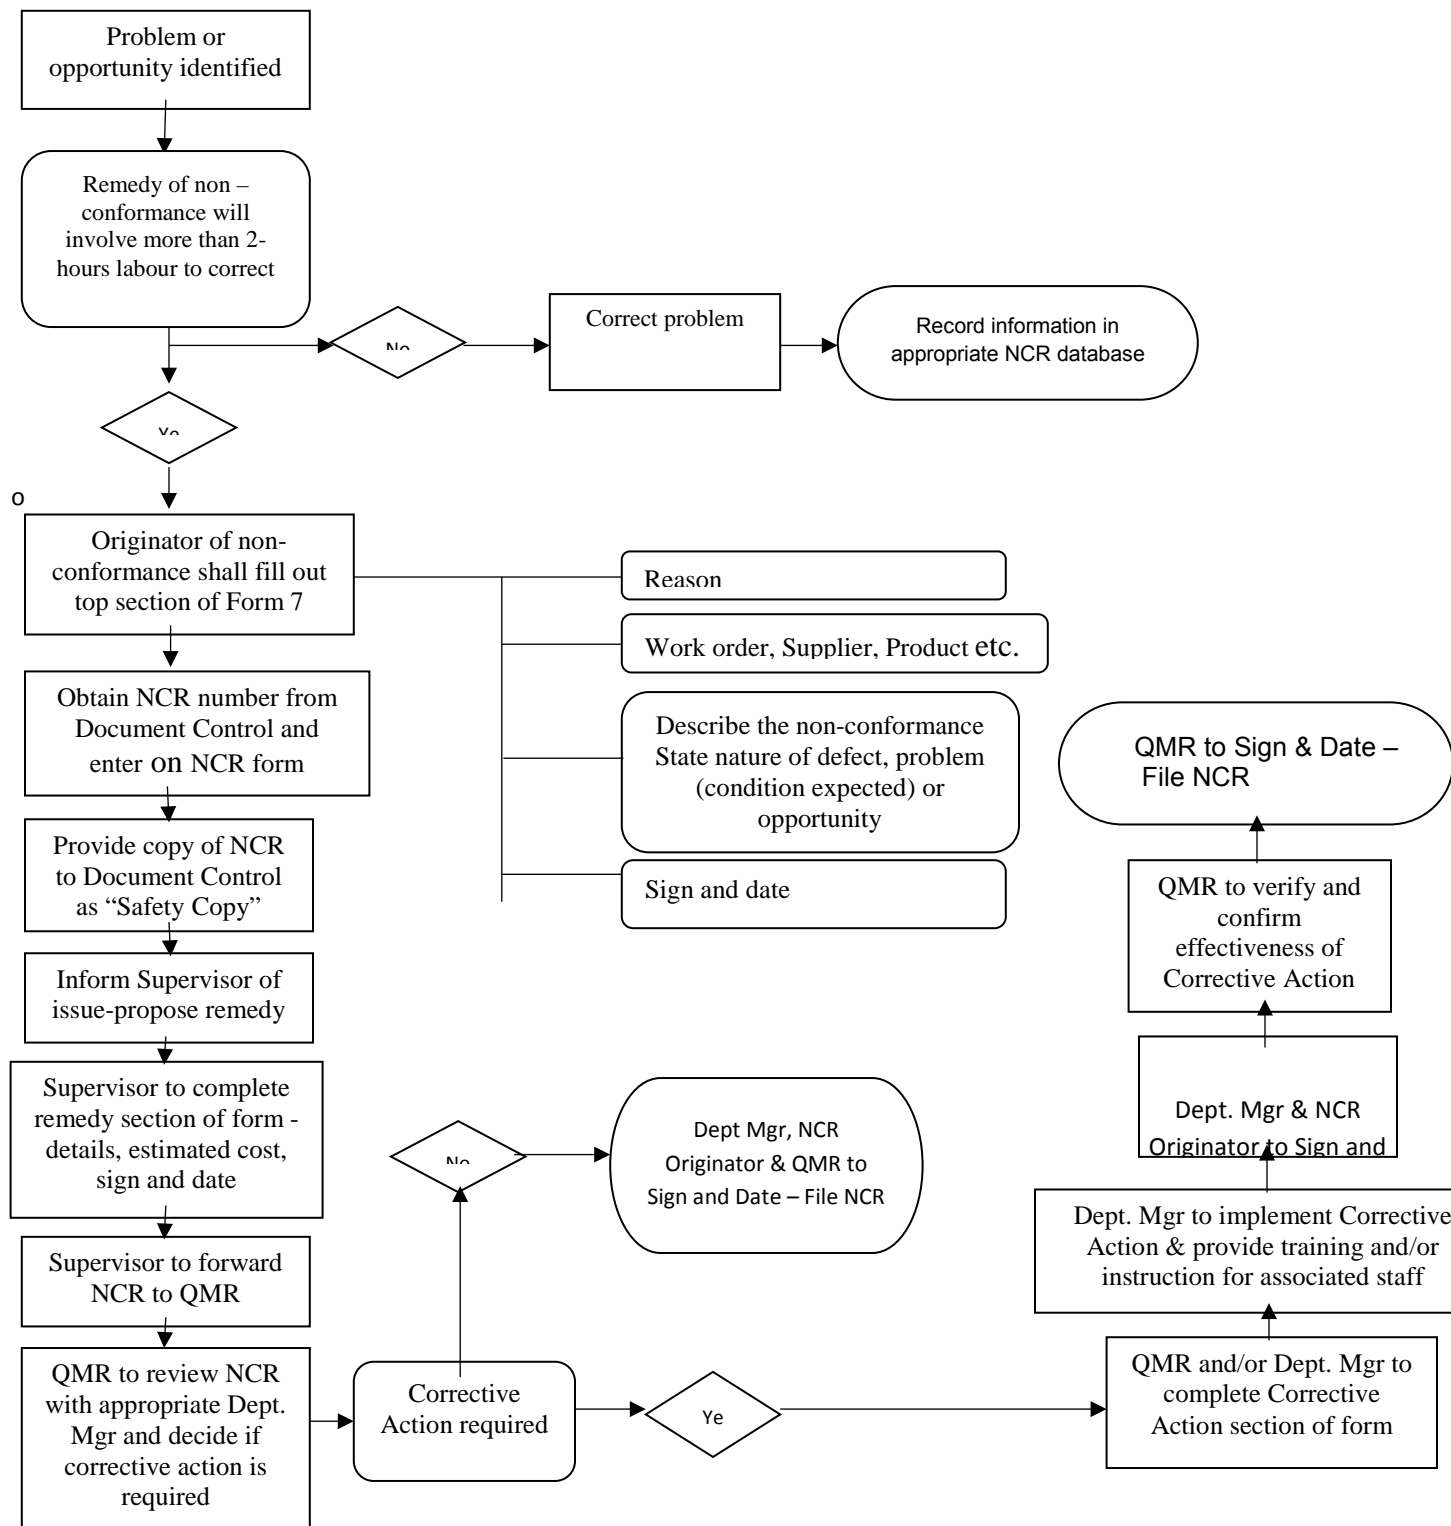 Problem or
opportunity identified
Remedy of non –
conformance will
involve more than 2-
hours labour to correct
No
Correct problem
Record information in
appropriate NCR database
Ye
o
Originator of non-
conformance shall fill out
top section of Form 7
Reason
Work order, Supplier, Product etc.
Obtain NCR number from
Document Control and
enter on NCR form
Describe the non-conformance
State nature of defect, problem
(condition expected) or
opportunity
QMR to Sign & Date –
File NCR
Provide copy of NCR
to Document Control
as “Safety Copy”
Sign and date
QMR to verify and
confirm
effectiveness of
Corrective Action
Inform Supervisor of
issue-propose remedy
Supervisor to complete
remedy section of form -
details, estimated cost,
sign and date
No
Dept Mgr, NCR
Originator & QMR to
Sign and Date – File NCR
Dept. Mgr & NCR
Originator to Sign and
Dept. Mgr to implement Corrective
Action & provide training and/or
instruction for associated staff
Supervisor to forward
NCR to QMR
QMR to review NCR
with appropriate Dept.
Mgr and decide if
corrective action is
required
Corrective
Action required
Ye
QMR and/or Dept. Mgr to
complete Corrective
Action section of form